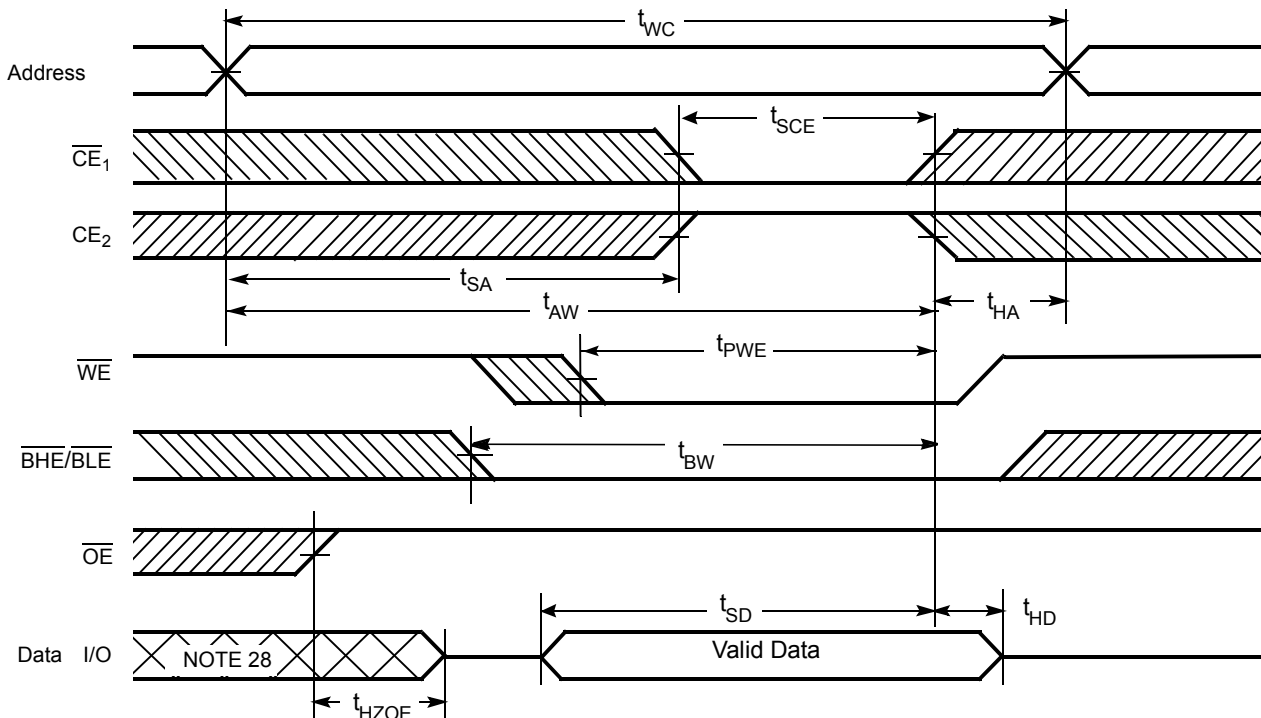 tWC
Address
tSCE
CE1
CE2
tSA
tAW
tHA
tPWE
WE
BHE/BLE
tBW
OE
tSD
tHD
Data I/O
NOTE 28
Valid Data
tHZOE